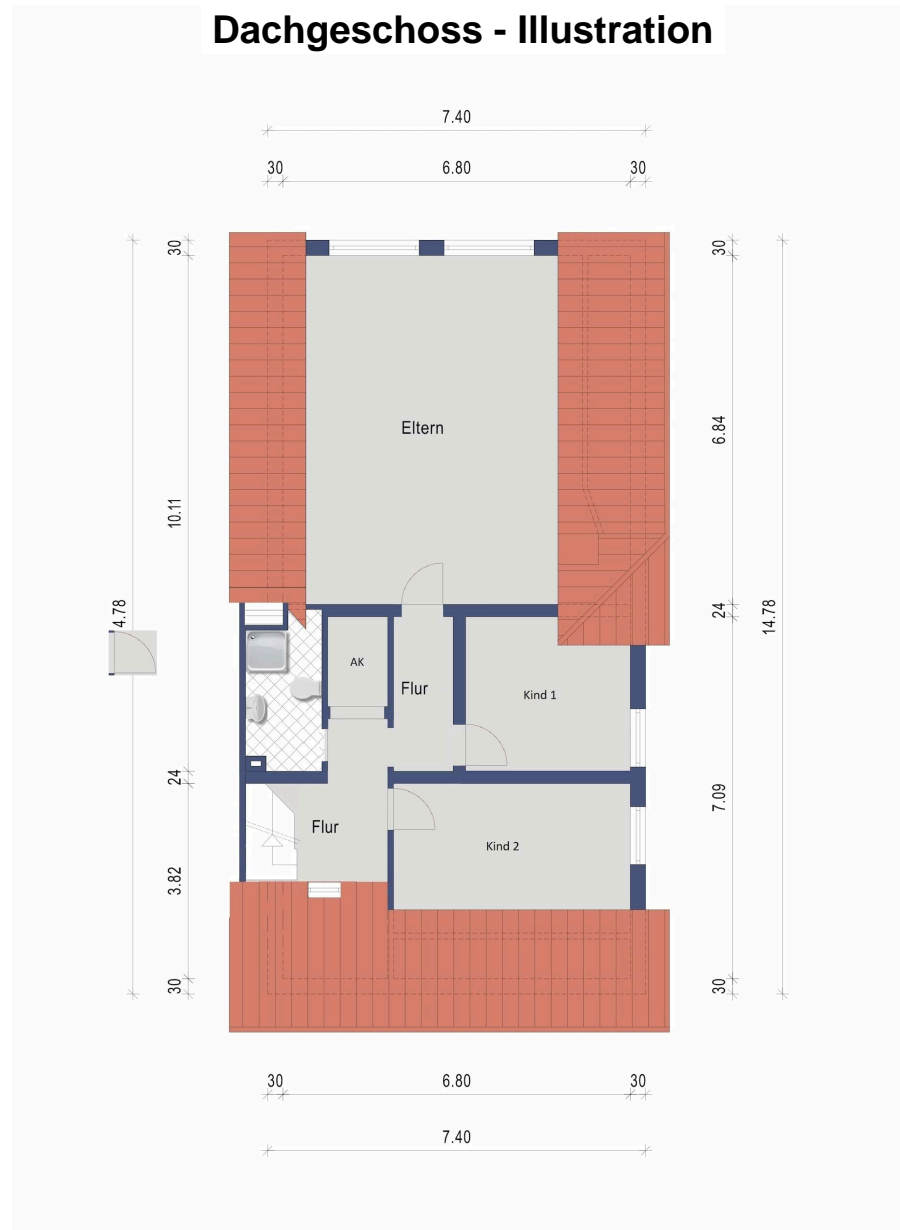 Dachgeschoss - Illustration
7.40
30 6.80 30
30
30
Eltern
6.84
10.11
4.78
24
14.78
AK
Flur
Kind 1
24
7.09
Flur
Kind 2
3.82
30
30
30 6.80 30
7.40